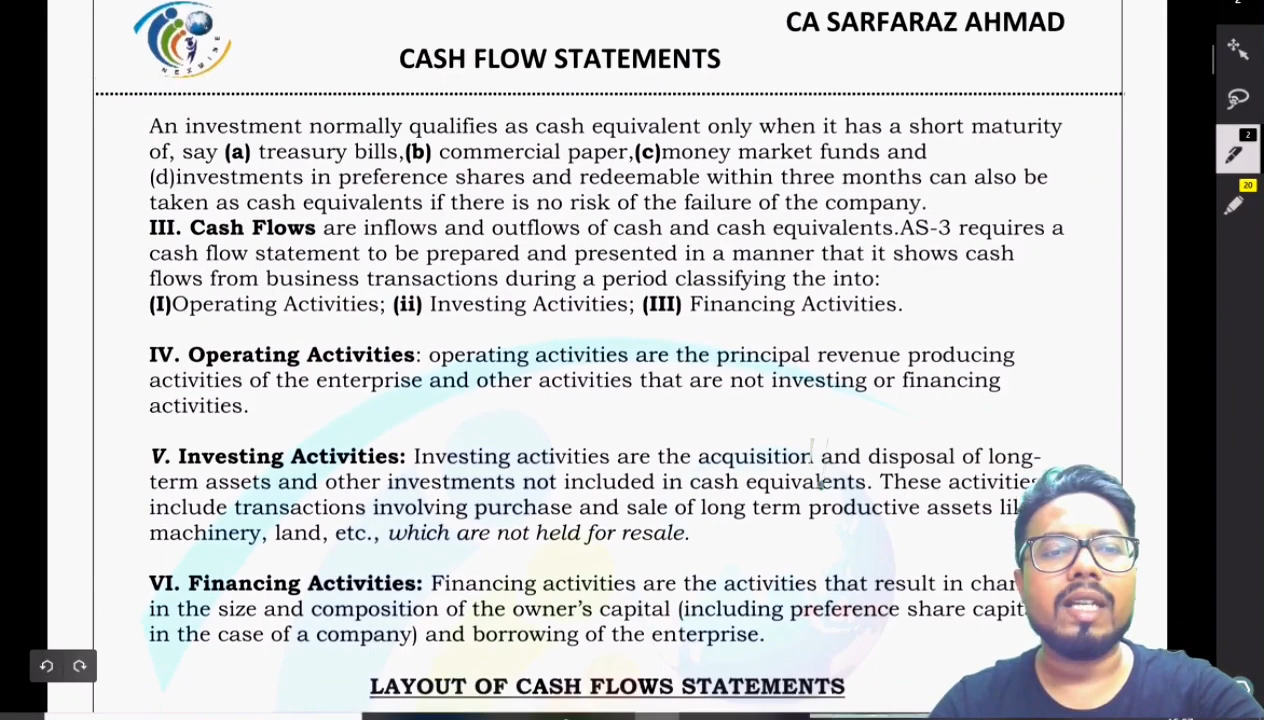 CA SARFARAZ AHMAD
CASH FLOW STATEMENTS
An investment normally qualifies as cash equivalent only when it has a short maturity
of, say (a) treasury bills,(b) commercial paper,(c)money market funds and
(d)investments in preference shares and redeemable within three months can also be
taken as cash equivalents if there is no risk of the failure of the company.
III. Cash Flows are inflows and outflows of cash and cash equivalents.AS-3 requires a
cash flow statement to be prepared and presented in a manner that it shows cash
flows from business transactions during a period classifying the into:
(I)Operating Activities; (ii) Investing Activities; (III) Financing Activities.
IV. Operating Activities: operating activities are the principal revenue producing
activities of the enterprise and other activities that are not investing or financing
activities.
V. Investing Activities: Investing activities are the acquisition and disposal of long-
term assets and other investments not included in cash equivalents. These activitie
include transactions involving purchase and sale of long term productive assets li
machinery, land, etc., which are not held for resale.
VI. Financing Activities: Financing activities are the activities that result in chan
in the size and composition of the owner's capital (including preference share capit
in the case of a company) and borrowing of the enterprise.
LAYOUT OF CASH FLOWS STATEMENTS
2
20